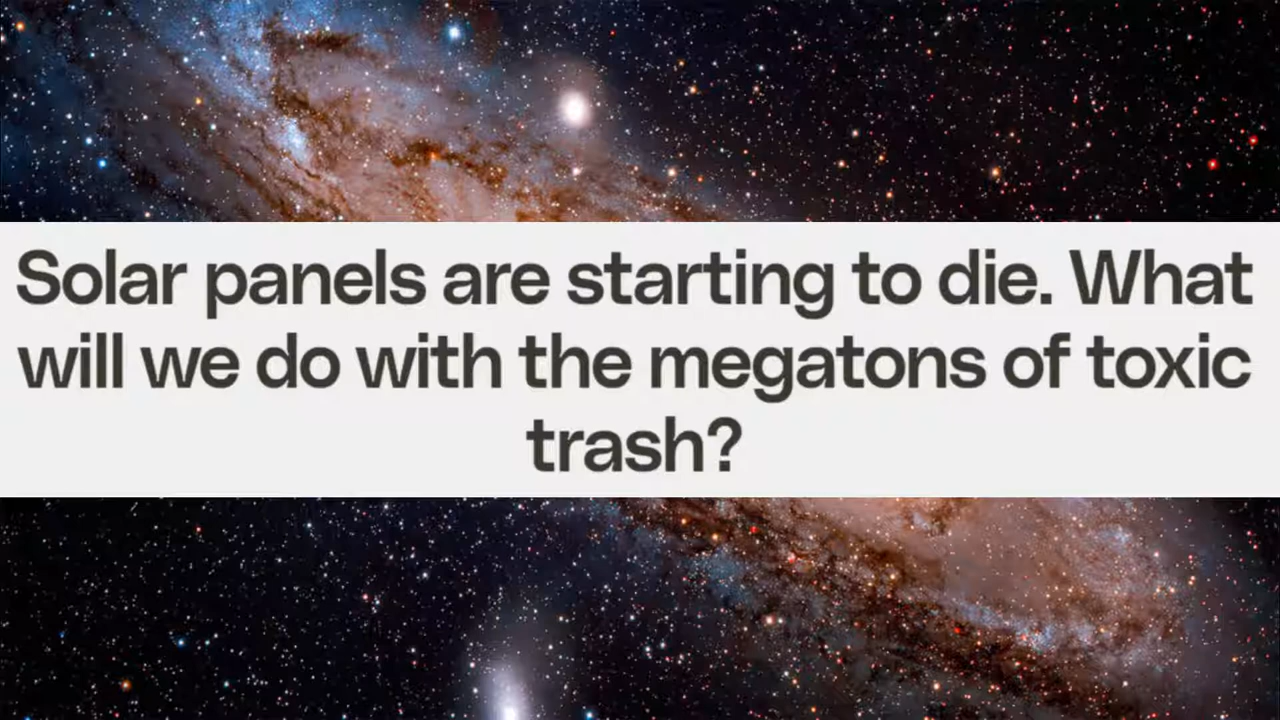 Solar panels are starting to die. What
will we do with the megatons of toxic
trash?